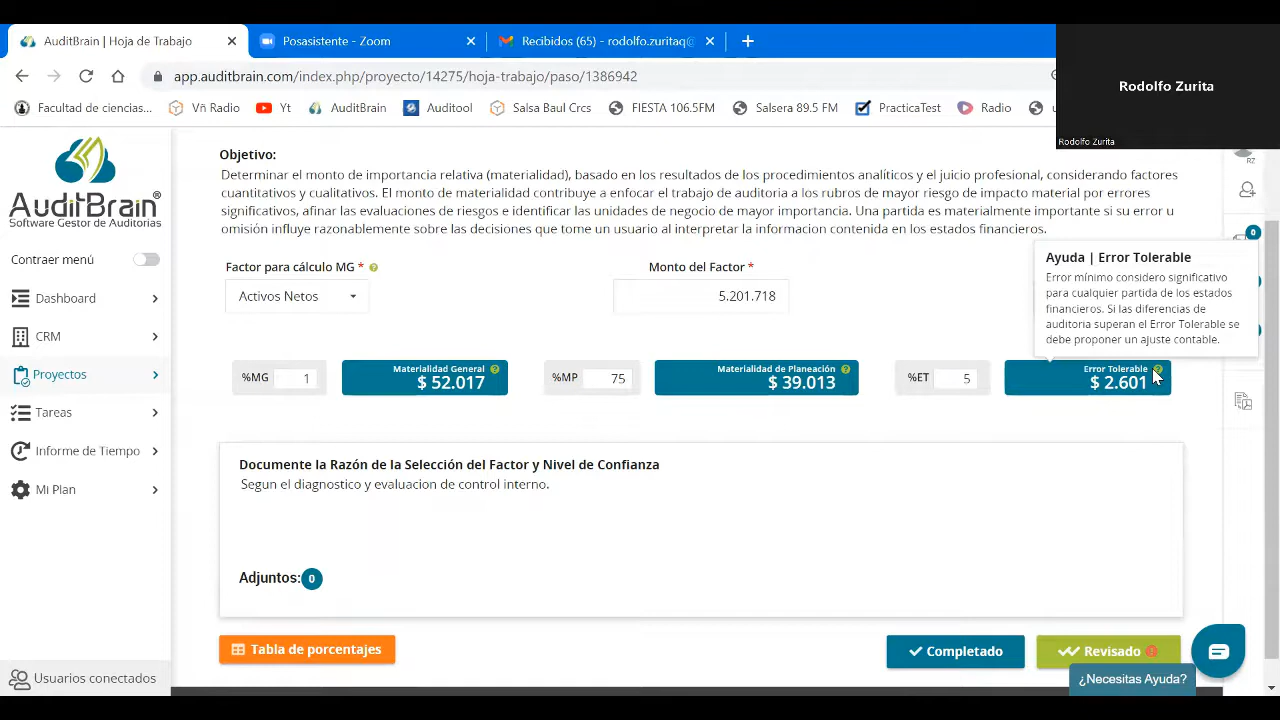 AuditBrain | Hoja de Trabajo
Posasistente - Zoom
Recibidos (65) - rodolfo.zuritaq@
app.auditbrain.com/index.php/proyecto/14275/hoja-trabajo/paso/1386942
Rodolfo Zurita
Rodolfo Zurita
Facultad de ciencias...
Vñ Radio
Yt
AuditBrain
Auditool
Salsa Baul Crcs
FIESTA 106.5FM
Salsera 89.5 FM
PracticaTest
Radio
AuditBrain®
Software Gestor de Auditorias
Contraer menú
Dashboard
CRM
Proyectos
Tareas
Informe de Tiempo
Mi Plan
Usuarios conectados
Objetivo:
Determinar el monto de importancia relativa (materialidad), basado en los resultados de los procedimientos analíticos y el juicio profesional, considerando factores
cuantitativos y cualitativos. El monto de materialidad contribuye a enfocar el trabajo de auditoria a los rubros de mayor riesgo de impacto material por errores
significativos, afinar las evaluaciones de riesgos e identificar las unidades de negocio de mayor importancia. Una partida es materialmente importante si su error u
omisión influye razonablemente sobre las decisiones que tome un usuario al interpretar la informacion contenida en los estados financieros.
RZ
0
Factor para cálculo MG *
Activos Netos
Monto del Factor *
5.201.718
Ayuda | Error Tolerable
Error mínimo considero significativo
para cualquier partida de los estados
financieros. Si las diferencias de
auditoria superan el Error Tolerable se
debe proponer un ajuste contable.
%MG 1
Materialidad General
$ 52.017
%MP 75
Materialidad de Planeación
$ 39.013
%ET 5
Error Tolerable
$ 2.601
Documente la Razón de la Selección del Factor y Nivel de Confianza
Segun el diagnostico y evaluacion de control interno.
Adjuntos: 0
Tabla de porcentajes
Completado
Revisado
¿Necesitas Ayuda?